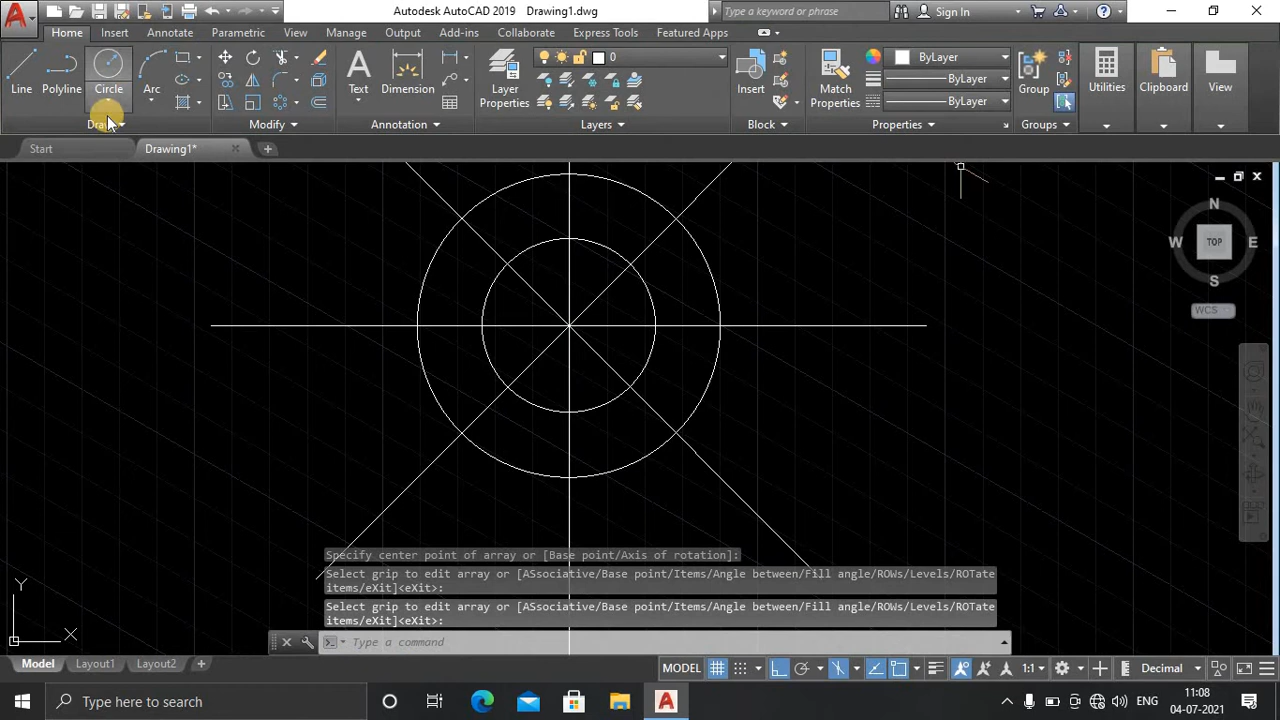 Autodesk AutoCAD 2019 Drawing1.dwg
Type a keyword or phrase
Sign In
Home Insert Annotate Parametric View Manage Output Add-ins Collaborate Express Tools Featured Apps
Line Polyline Circle Arc
Text Dimension
Layer Properties
0
Insert
Match Properties
ByLayer
ByLayer
ByLayer
Group
Utilities
Clipboard
View
Modify
Annotation
Layers
Block
Properties
Groups
Start
Drawing1*
N
W TOP E
S
WCS
Specify center point of array or [Base point/Axis of rotation]:
Select grip to edit array or [ASsociative/Base point/Items/Angle between/Fill angle/ROWs/Levels/ROTate
items/eXit]<eXit>:
Select grip to edit array or [ASsociative/Base point/Items/Angle between/Fill angle/ROWs/Levels/ROTate
items/eXit]<eXit>:
Type a command
Y
X
Model Layout1 Layout2
MODEL
1:1
Decimal
Type here to search
ENG
11:08
04-07-2021